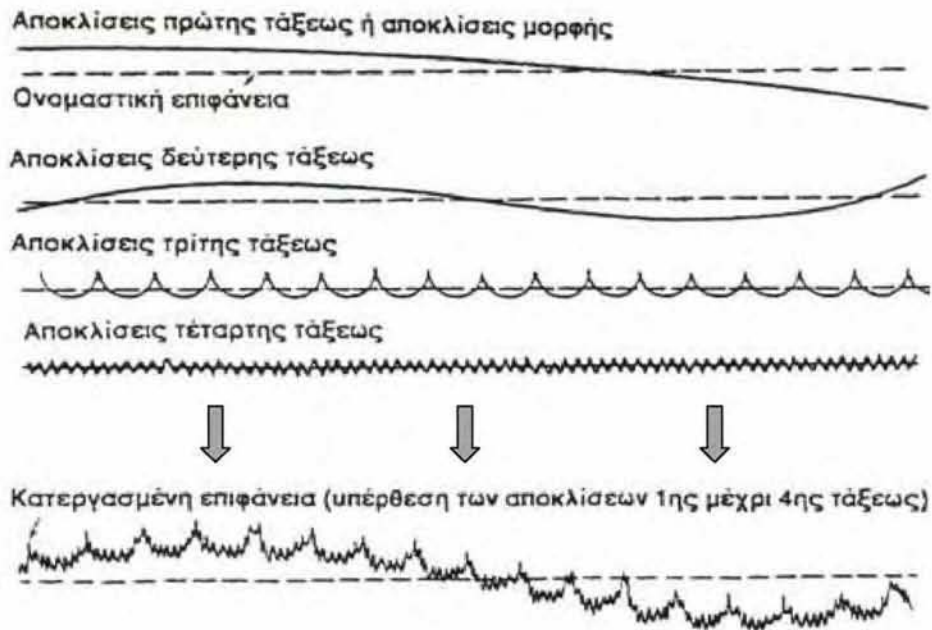 Αποκλίσεις πρώτης τάξεως ή αποκλίσεις μορφής
Ονομαστική επιφάνεια
Αποκλίσεις δεύτερης τάξεως
Αποκλίσεις τρίτης τάξεως
Αποκλίσεις τέταρτης τάξεως
Κατεργασμένη επιφάνεια (υπέρθεση των αποκλίσεων 1ης μέχρι 4ης τάξεως)